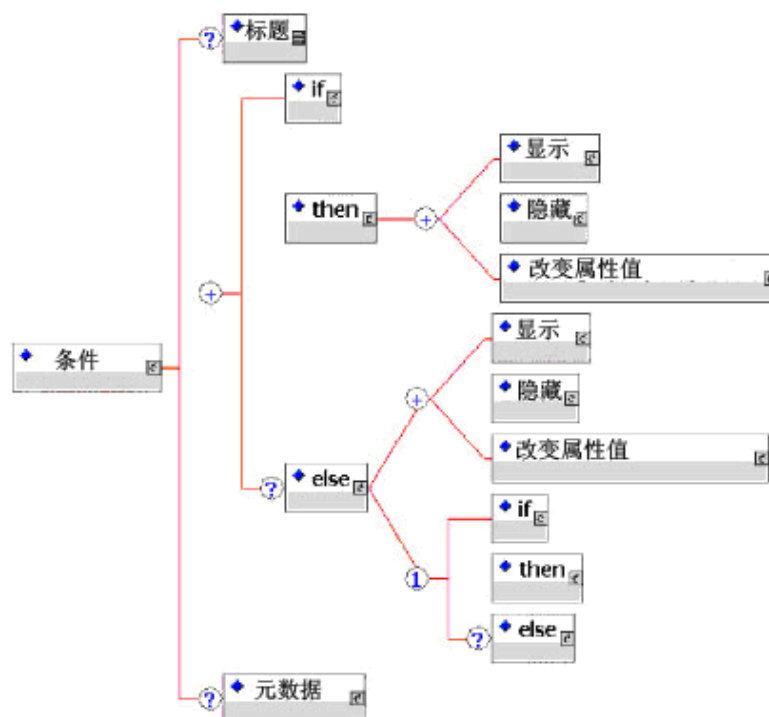 ? 标题
if
显示
then
+
隐藏
改变属性值
+
显示
条件
隐藏
+
改变属性值
? else
if
1
then
? else
? 元数据